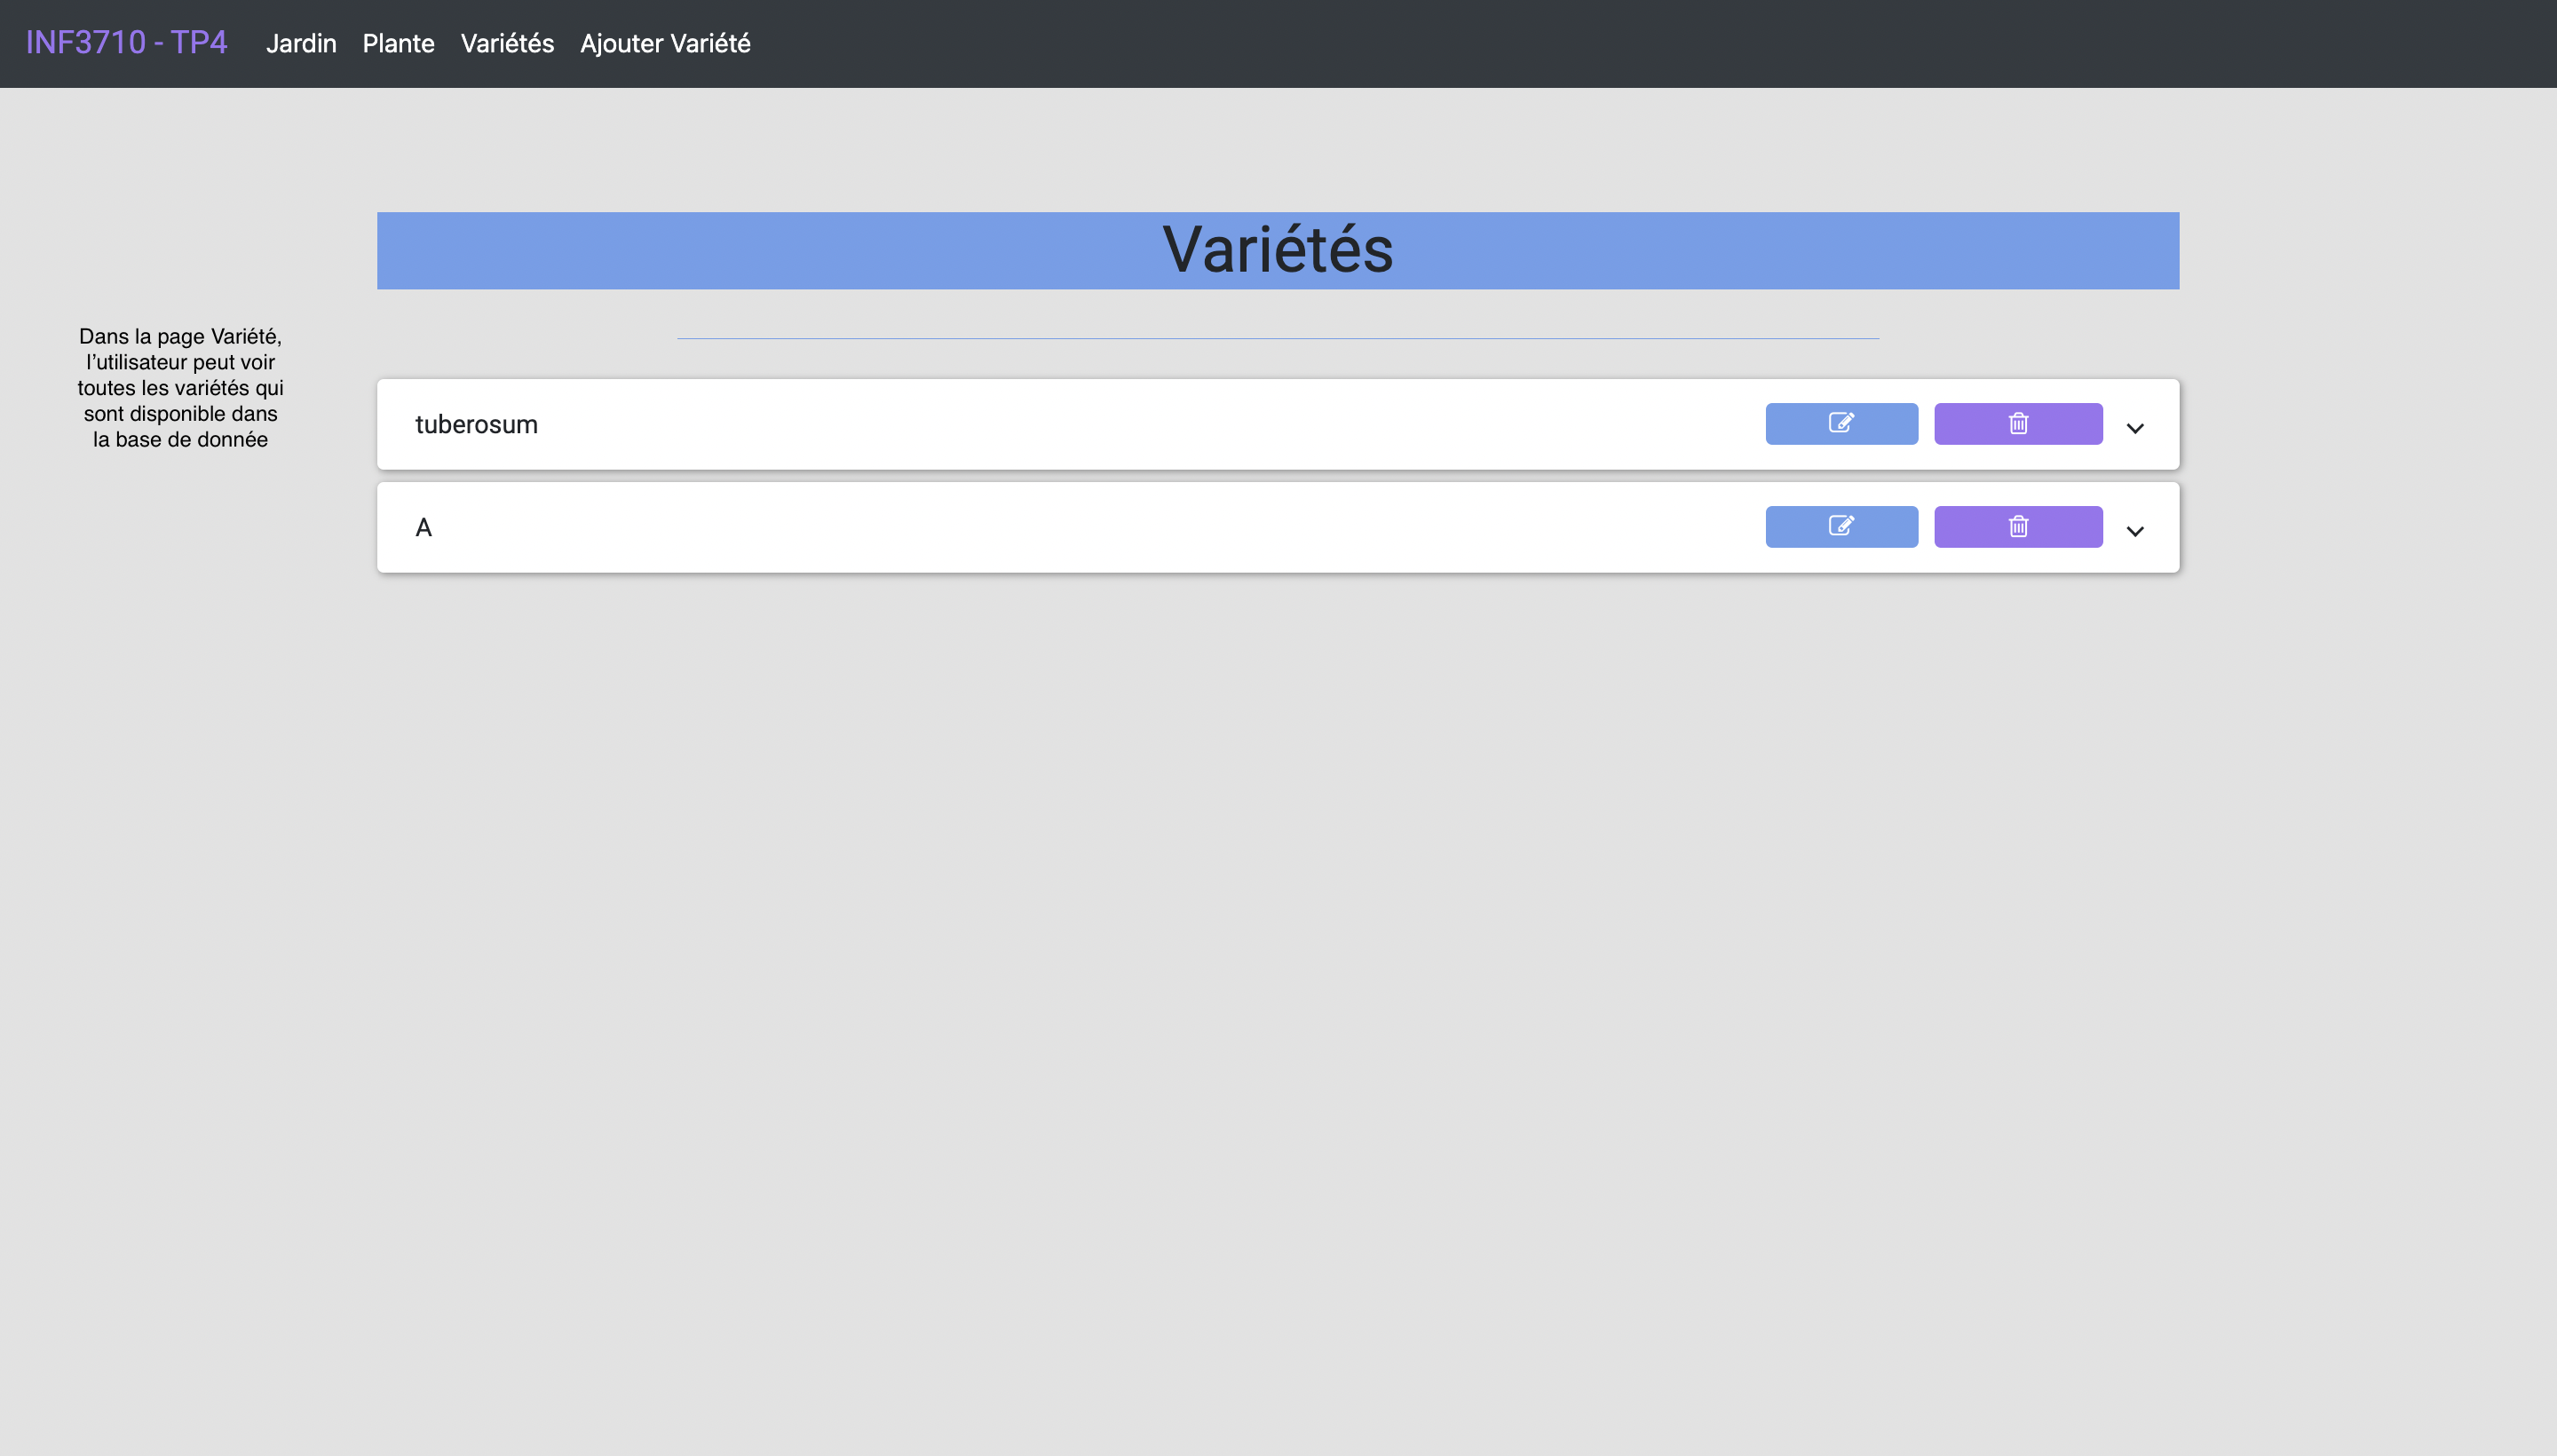 INF3710 - TP4 Jardin Plante Variétés Ajouter Variété
Variétés
Dans la page Variété,
l’utilisateur peut voir
toutes les variétés qui
sont disponible dans
la base de donnée
tuberosum
A